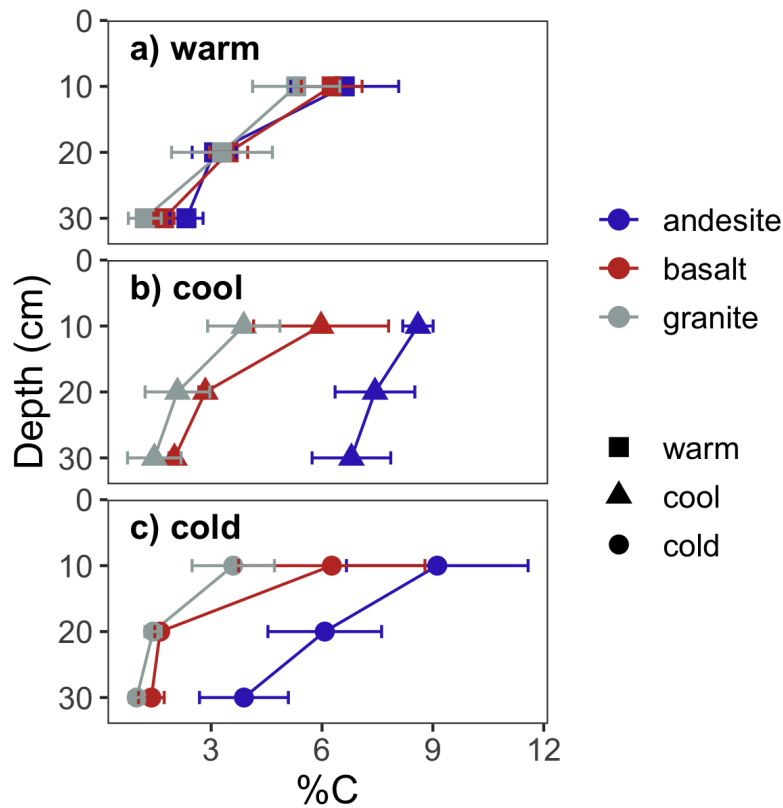 a) warm
0
10
20
30
b) cool
0
10
20
30
c) cold
0
10
20
30
Depth (cm)
3 6 9 12
%C
andesite
basalt
granite
warm
cool
cold